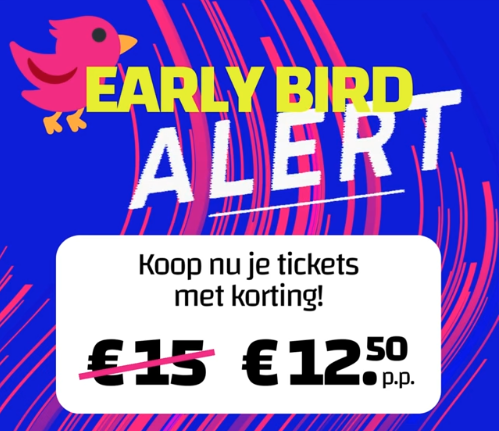 EARLY BIRD
ALERT
Koop nu je tickets
met korting!
€15 €12.50 p.p.